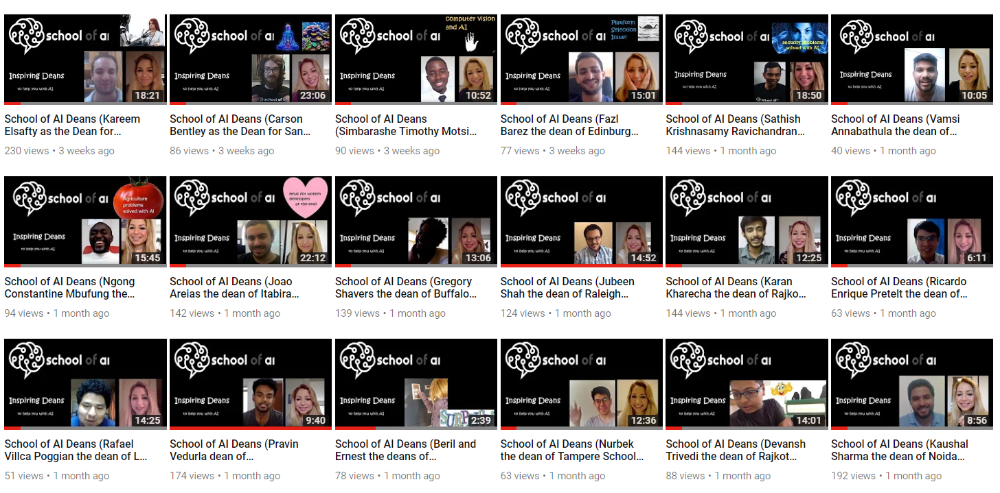 school of ai
Inspiring Deans
to help you with AI
18:21
School of AI Deans (Kareem
Elsafty as the Dean for...
230 views • 3 weeks ago
school of ai
Inspiring Deans
to help you with AI
school of
23:06
School of AI Deans (Carson
Bentley as the Dean for San...
86 views • 3 weeks ago
computer vision
and AI
school of ai
Inspiring Deans
to help you with AI
10:52
School of AI Deans
(Simbarashe Timothy Motsi...
90 views • 3 weeks ago
Platform
Selection
Issue!
school of ai
Inspiring Deans
to help you with AI
15:01
School of AI Deans (Fazl
Barez the dean of Edinburg...
77 views • 3 weeks ago
school of ai
security problems
solved with AI
Inspiring Deans
to help you with AI
school of
18:50
School of AI Deans (Sathish
Krishnasamy Ravichandran...
144 views • 1 month ago
school of ai
Inspiring Deans
to help you with AI
10:05
School of AI Deans (Vamsi
Annabathula the dean of...
40 views • 1 month ago
school of ai
Agriculture
problems
solved with AI
Inspiring Deans
to help you with AI
15:45
School of AI Deans (Ngong
Constantine Mbufung the...
94 views • 1 month ago
school of ai
news for women
developers
at the end!
Inspiring Deans
to help you with AI
22:12
School of AI Deans (Joao
Areias the dean of Itabira...
142 views • 1 month ago
school of ai
Inspiring Deans
to help you with AI
13:06
School of AI Deans (Gregory
Shavers the dean of Buffalo...
139 views • 1 month ago
school of ai
Inspiring Deans
to help you with AI
14:52
School of AI Deans (Jubeen
Shah the dean of Raleigh...
124 views • 1 month ago
school of ai
Inspiring Deans
to help you with AI
12:25
School of AI Deans (Karan
Kharecha the dean of Rajko...
144 views • 1 month ago
school of ai
Inspiring Deans
to help you with AI
6:11
School of AI Deans (Ricardo
Enrique Pretelt the dean of...
63 views • 1 month ago
school of ai
Inspiring Deans
to help you with AI
14:25
School of AI Deans (Rafael
Villca Poggian the dean of L...
51 views • 1 month ago
school of ai
Inspiring Deans
to help you with AI
9:40
School of AI Deans (Pravin
Vedurla dean of...
174 views • 1 month ago
school of ai
Inspiring Deans
to help you with AI
2:39
School of AI Deans (Beril and
Ernest the deans of...
78 views • 1 month ago
school of ai
Inspiring Deans
to help you with AI
12:36
School of AI Deans (Nurbek
the dean of Tampere School...
63 views • 1 month ago
school of ai
Inspiring Deans
to help you with AI
14:01
School of AI Deans (Devansh
Trivedi the dean of Rajkot...
88 views • 1 month ago
school of ai
Inspiring Deans
to help you with AI
8:56
School of AI Deans (Kaushal
Sharma the dean of Noida...
192 views • 1 month ago